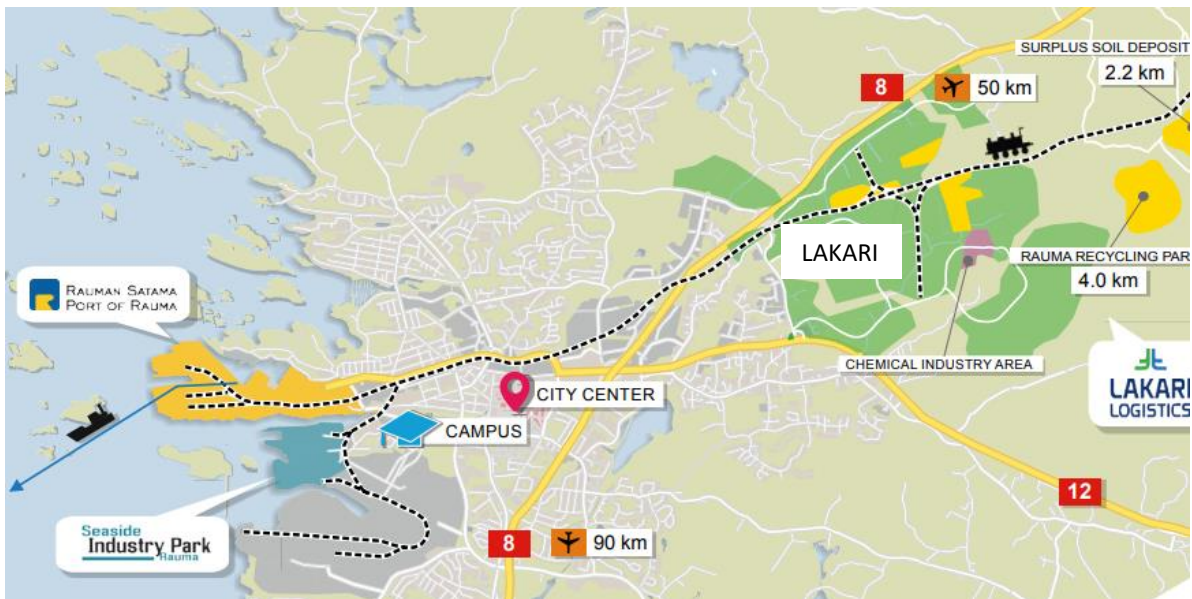 SURPLUS SOIL DEPOSIT
2.2 km
8
50 km
LAKARI
RAUMAN SATAMA
PORT OF RAUMA
RAUMA RECYCLING PAR
4.0 km
CHEMICAL INDUSTRY AREA
LAKARI
LOGISTICS
CITY CENTER
CAMPUS
12
Seaside
Industry Park
Rauma
8
90 km